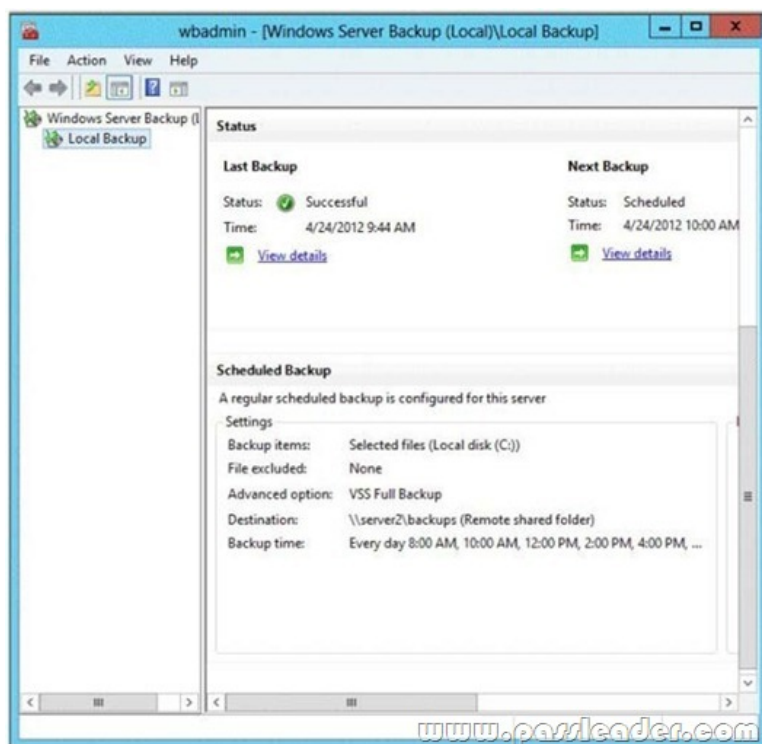 wbadmin - [Windows Server Backup (Local)\Local Backup]
File Action View Help
Windows Server Backup (L
Local Backup
Status
Last Backup
Status: Successful
Time: 4/24/2012 9:44 AM
View details
Next Backup
Status: Scheduled
Time: 4/24/2012 10:00 AM
View details
Scheduled Backup
A regular scheduled backup is configured for this server
Settings
Backup items: Selected files (Local disk (C:))
File excluded: None
Advanced option: VSS Full Backup
Destination: \\server2\backups (Remote shared folder)
Backup time: Every day 8:00 AM, 10:00 AM, 12:00 PM, 2:00 PM, 4:00 PM, ...
www.passleader.com